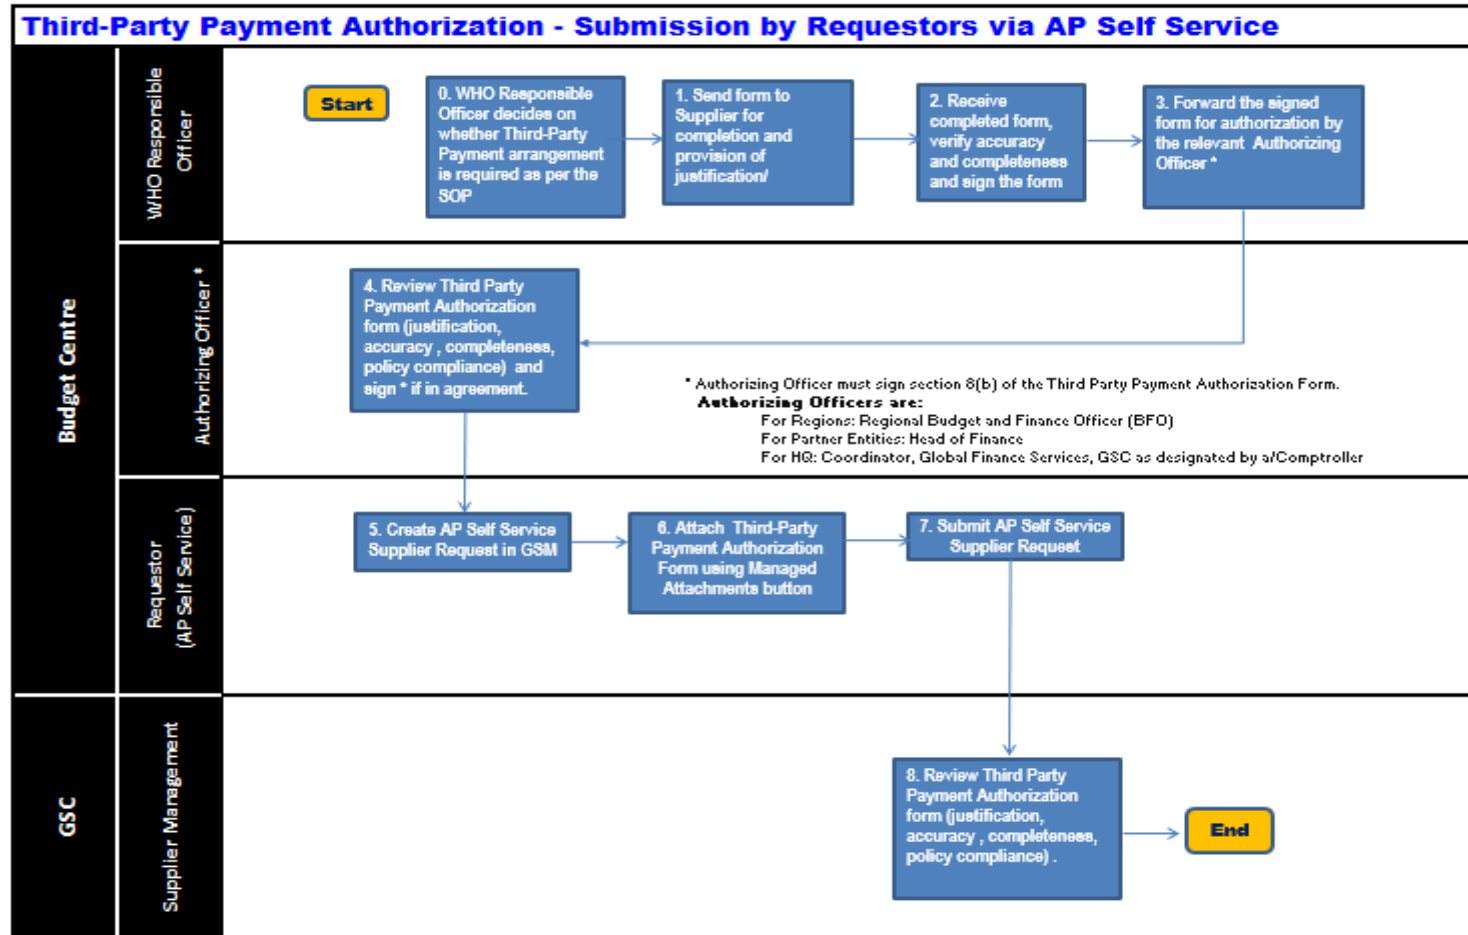 Third-Party Payment Authorization - Submission by Requestors via AP Self Service
Budget Centre
WHO Responsible
Officer
Start
0. WHO Responsible
Officer decides on
whether Third-Party
Payment arrangement
is required as per the
SOP
1. Send form to
Supplier for
completion and
provision of
justification/
2. Receive
completed form,
verify accuracy
and completeness
and sign the form
3. Forward the signed
form for authorization by
the relevant Authorizing
Officer *
Authorizing Officer *
4. Review Third Party
Payment Authorization
form (justification,
accuracy , completeness,
policy compliance) and
sign * if in agreement.
* Authorizing Officer must sign section 8(b) of the Third Party Payment Authorization Form.
Authorizing Officers are:
For Regions: Regional Budget and Finance Officer (BFO)
For Partner Entities: Head of Finance
For HQ: Coordinator, Global Finance Services, GSC as designated by a/Comptroller
Requestor
(AP Self Service)
5. Create AP Self Service
Supplier Request in GSM
6. Attach Third-Party
Payment Authorization
Form using Managed
Attachments button
7. Submit AP Self Service
Supplier Request
GSC
Supplier Management
8. Review Third Party
Payment Authorization
form (justification,
accuracy , completeness,
policy compliance) .
End